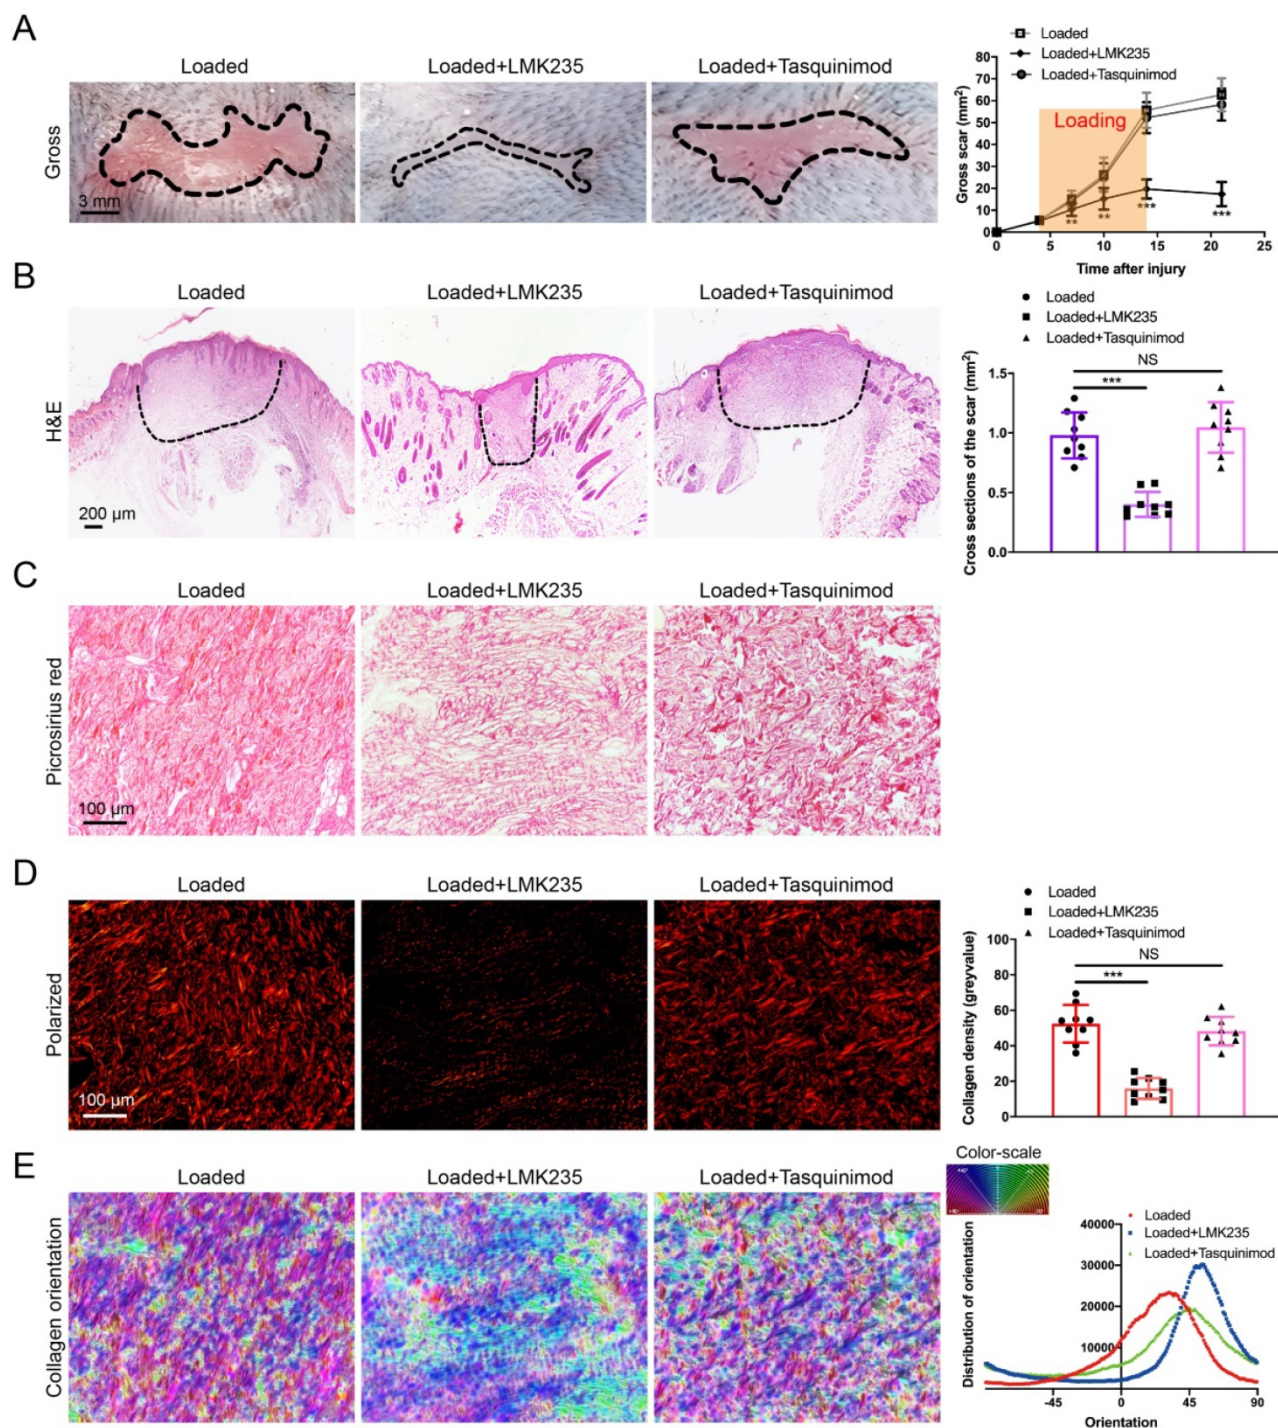 A
Loaded
Loaded+LMK235
Loaded+Tasquinimod
Gross
3 mm
Loaded
Loaded+LMK235
Loaded+Tasquinimod
Gross scar (mm²)
80
70
60
50
40
30
20
10
0
Loading
**
**
***
***
0
5
10
15
20
25
Time after injury
B
Loaded
Loaded+LMK235
Loaded+Tasquinimod
H&E
200 µm
Loaded
Loaded+LMK235
Loaded+Tasquinimod
Cross sections of the scar (mm²)
1.5
1.0
0.5
0.0
NS
***
C
Loaded
Loaded+LMK235
Loaded+Tasquinimod
Picrosirius red
100 µm
D
Loaded
Loaded+LMK235
Loaded+Tasquinimod
Polarized
100 µm
Loaded
Loaded+LMK235
Loaded+Tasquinimod
Collagen density (greyvalue)
100
80
60
40
20
0
NS
***
E
Loaded
Loaded+LMK235
Loaded+Tasquinimod
Collagen orientation
Color-scale
Loaded
Loaded+LMK235
Loaded+Tasquinimod
Distribution of orientation
40000
30000
20000
10000
-45
0
45
90
Orientation